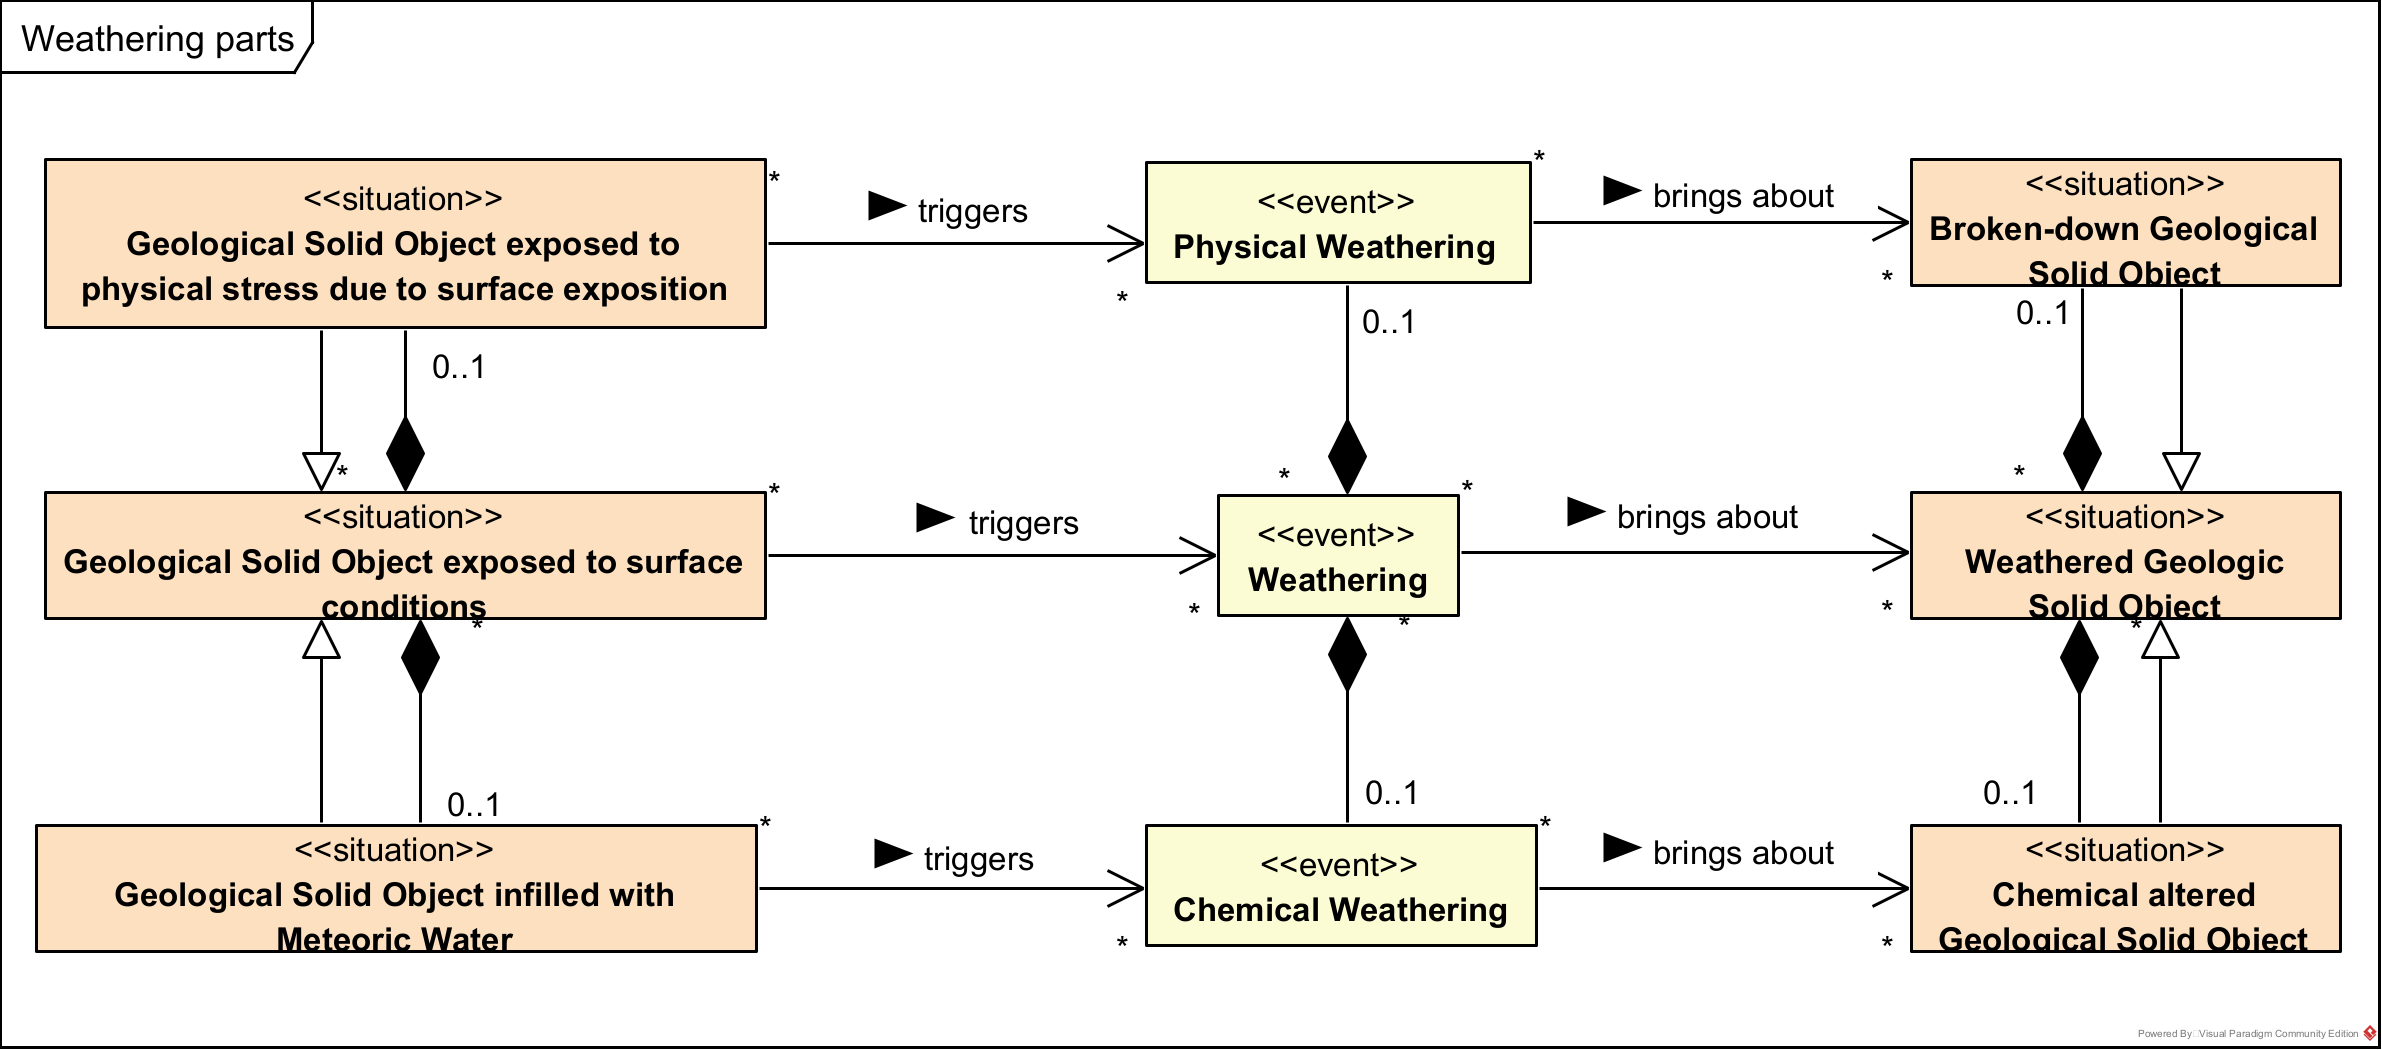 Weathering parts
<<situation>>
Geological Solid Object exposed to
physical stress due to surface exposition
*
triggers
*
<<event>>
Physical Weathering
*
brings about
*
<<situation>>
Broken-down Geological
Solid Object
0..1
*
0..1
*
0..1
*
<<situation>>
Geological Solid Object exposed to surface
conditions
*
*
triggers
*
<<event>>
Weathering
*
*
brings about
*
<<situation>>
Weathered Geologic
Solid Object
*
0..1
0..1
0..1
<<situation>>
Geological Solid Object infilled with
Meteoric Water
*
triggers
*
<<event>>
Chemical Weathering
*
brings about
*
<<situation>>
Chemical altered
Geological Solid Object
Powered By Visual Paradigm Community Edition